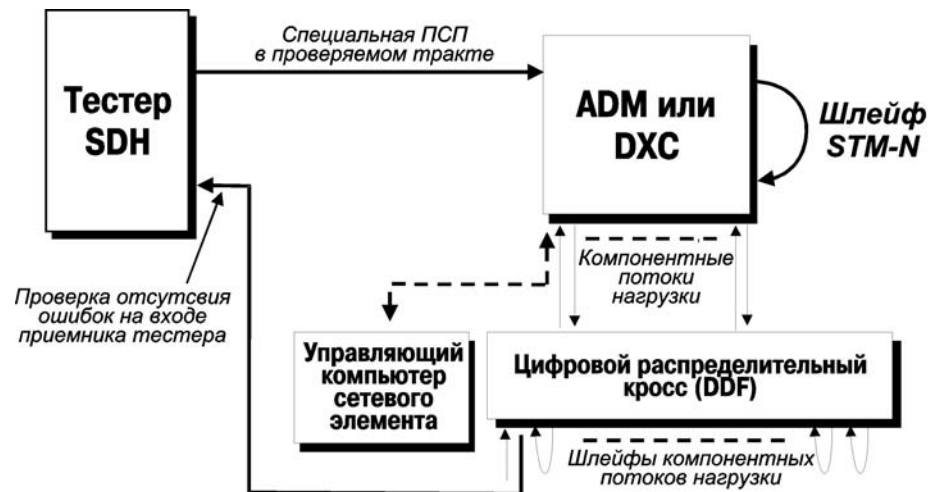 Специальная ПСП
в проверяемом тракте
Тестер
SDH
ADM или
DXC
Шлейф
STM-N
Компонентные
потоки
нагрузки
Проверка отсутсвия
ошибок на входе
приемника тестера
Управляющий
компьютер
сетевого
элемента
Цифровой распределительный
кросс (DDF)
Шлейфы компонентных
потоков нагрузки